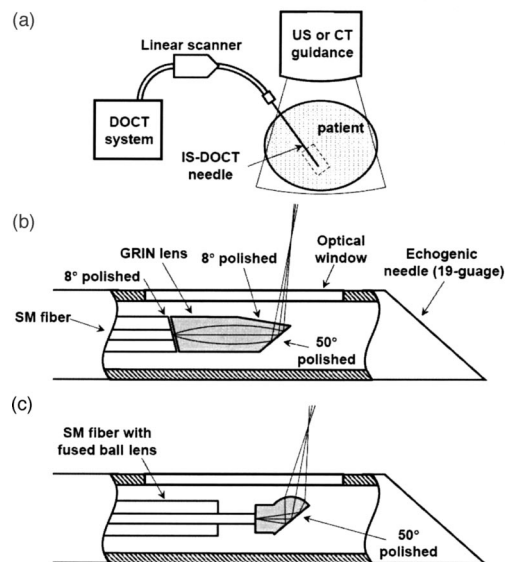 (a)
Linear scanner
US or CT
guidance
DOCT
system
patient
IS-DOCT
needle
(b)
GRIN lens
8° polished
8° polished
Optical
window
Echogenic
needle (19-guage)
SM fiber
50°
polished
(c)
SM fiber with
fused ball lens
50°
polished